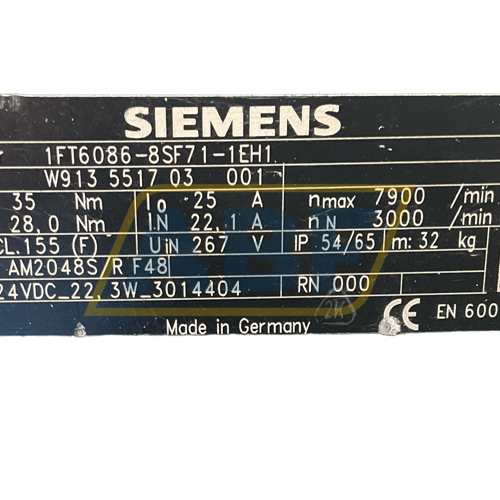 SIEMENS
1FT6086-8SF71-1EH1
W913 5517 03 001
35 Nm Io 25 A nmax 7900 /min
28,0 Nm IN 22,1 A nN 3000 /min
CL.155 (F) UiN 267 V IP 54/65 m: 32 kg
AM2048S/R F48
24VDC_22,3W_3014404 RN 000
Made in Germany CE EN 600